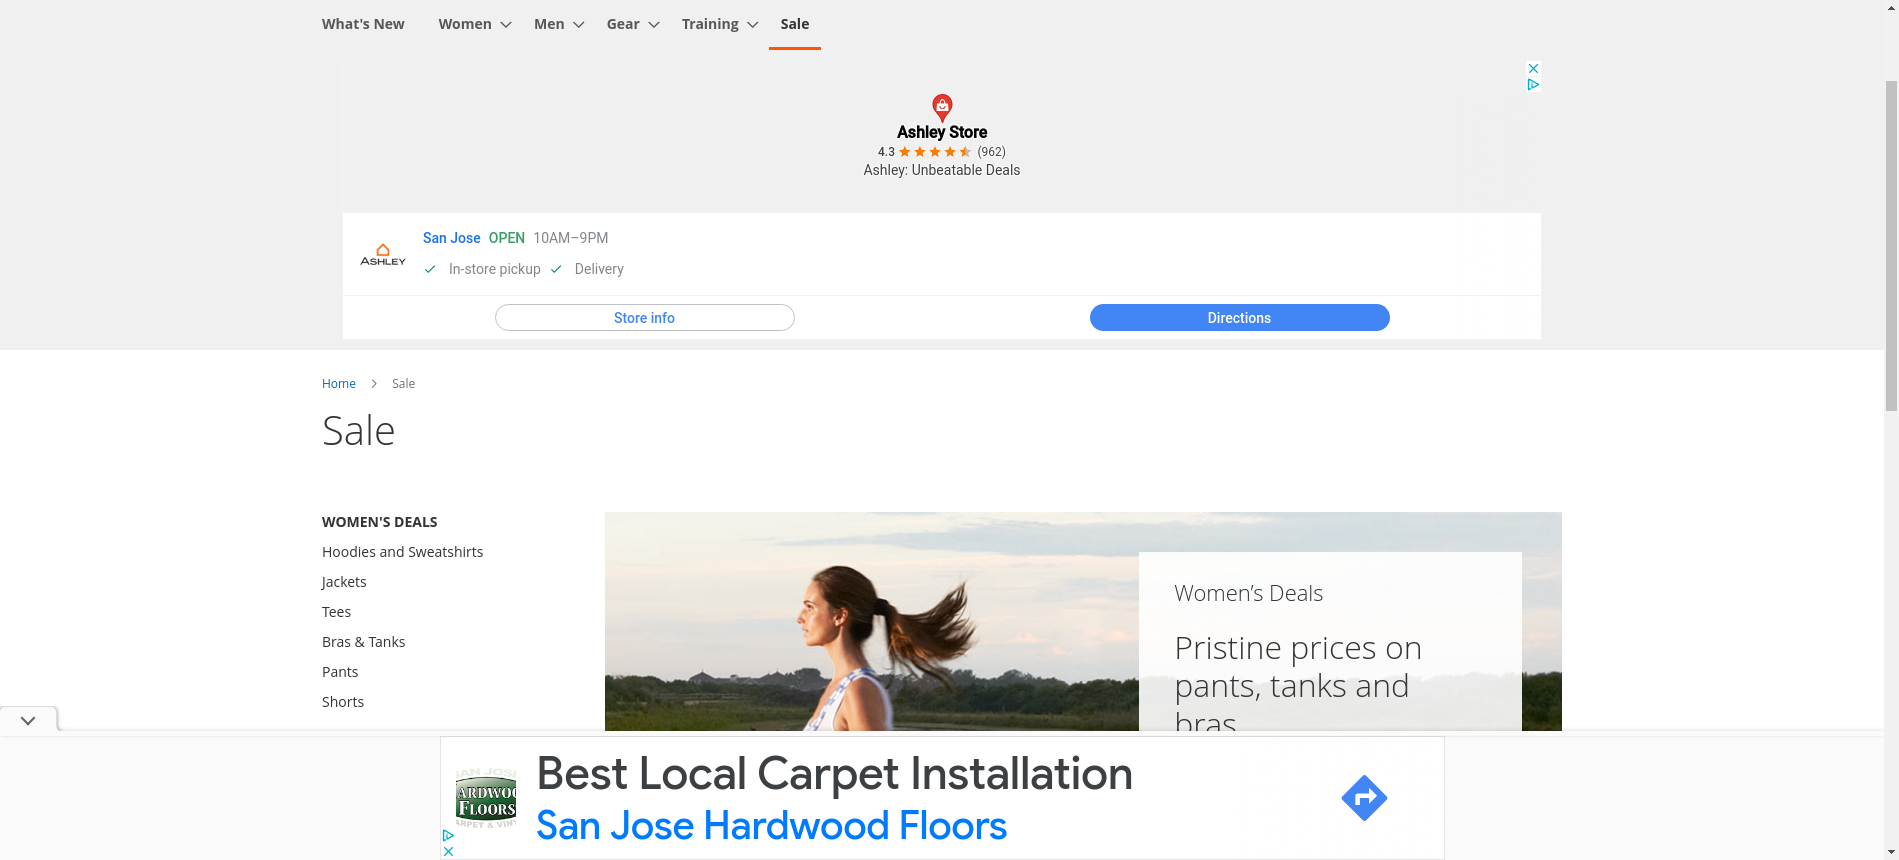 What's New Women Men Gear Training Sale
Ashley Store
4.3 (962)
Ashley: Unbeatable Deals
ASHLEY
San Jose OPEN 10AM–9PM
In-store pickup Delivery
Store info Directions
Home Sale
Sale
WOMEN'S DEALS
Hoodies and Sweatshirts
Jackets
Tees
Bras & Tanks
Pants
Shorts
Women’s Deals
Pristine prices on
pants, tanks and
bras
Best Local Carpet Installation
San Jose Hardwood Floors
FLOORS